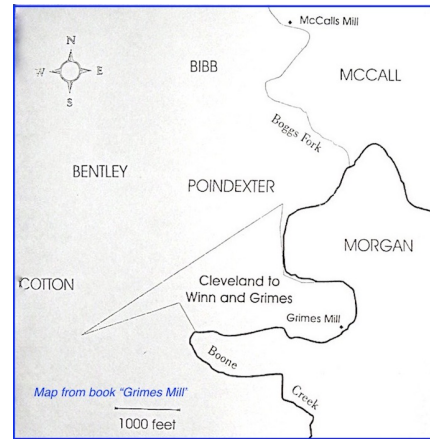 McCalls Mill
N
W E
S
BIBB
MCCALL
Boggs Fork
BENTLEY
POINDEXTER
MORGAN
COTTON
Cleveland to
Winn and Grimes
Grimes Mill
Boone
Creek
Map from book "Grimes Mill'
1000 feet